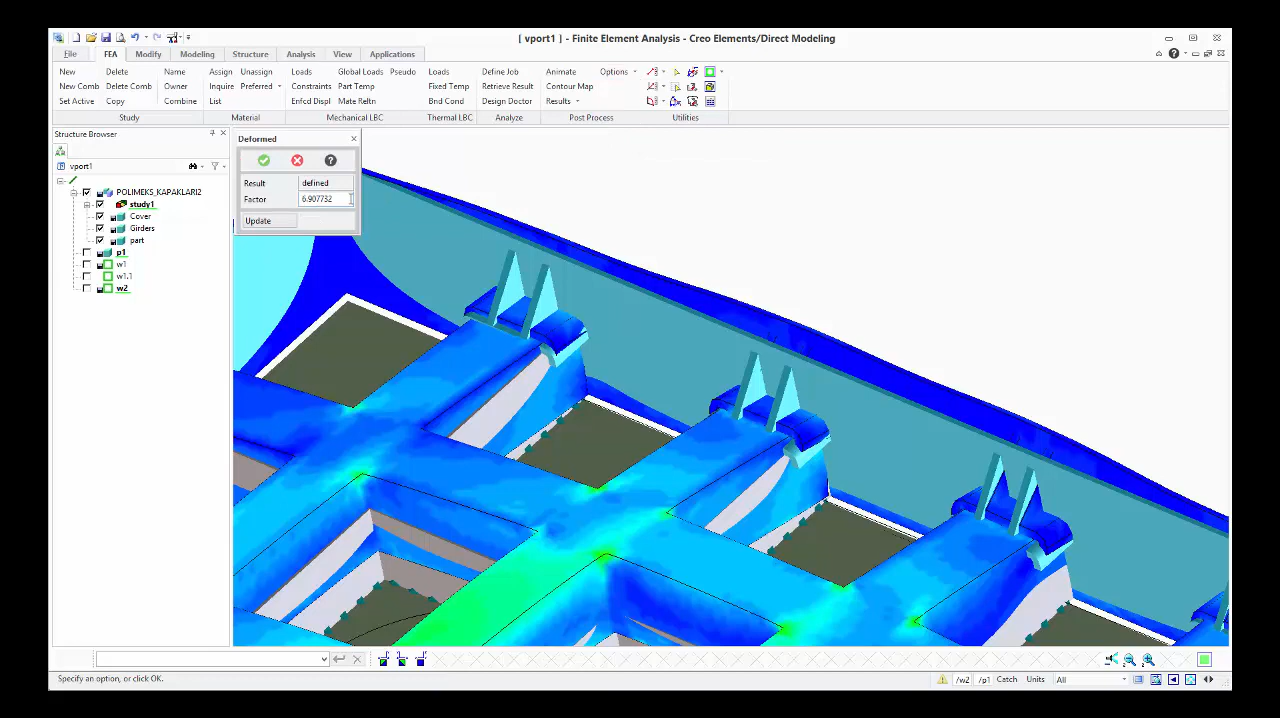 [ vport1 ] - Finite Element Analysis - Creo Elements/Direct Modeling
File FEA Modify Modeling Structure Analysis View Applications
New Delete Name Assign Unassign Loads Global Loads Pseudo Loads Define Job Animate Options
New Comb Delete Comb Owner Inquire Preferred Constraints Part Temp Fixed Temp Retrieve Result Contour Map
Set Active Copy Combine List Enfcd Displ Mate Reltn Bnd Cond Design Doctor Results
Study Material Mechanical LBC Thermal LBC Analyze Post Process Utilities
Structure Browser
vport1
POLIMEKS_KAPAKLARI2
study1
Cover
Girders
part
p1
w1
w1.1
w2
Deformed
Result defined
Factor 6.907732
Update
Specify an option, or click OK.
/w2 /p1 Catch Units All